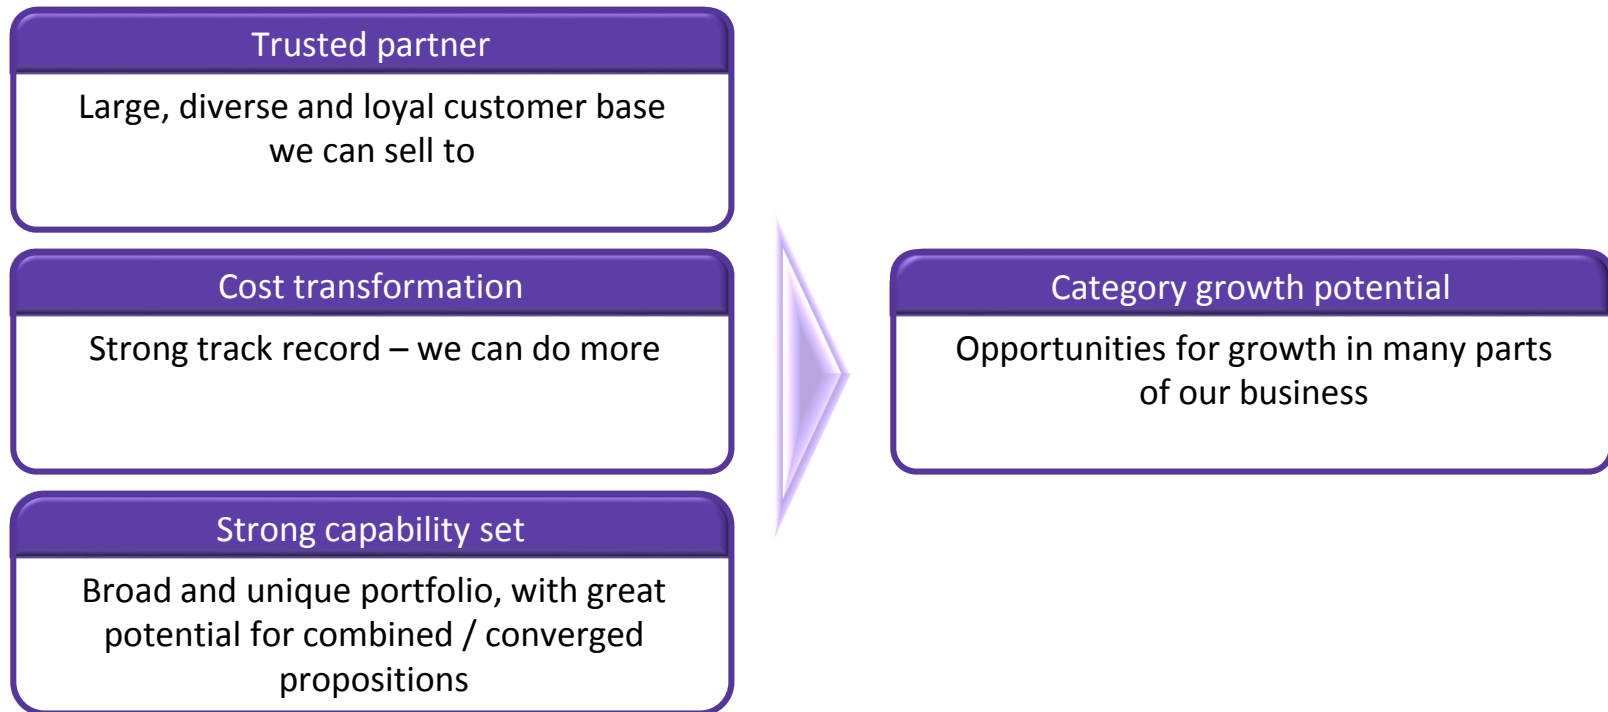 Trusted partner
Large, diverse and loyal customer base
we can sell to
Cost transformation
Strong track record – we can do more
Strong capability set
Broad and unique portfolio, with great
potential for combined / converged
propositions
Category growth potential
Opportunities for growth in many parts
of our business